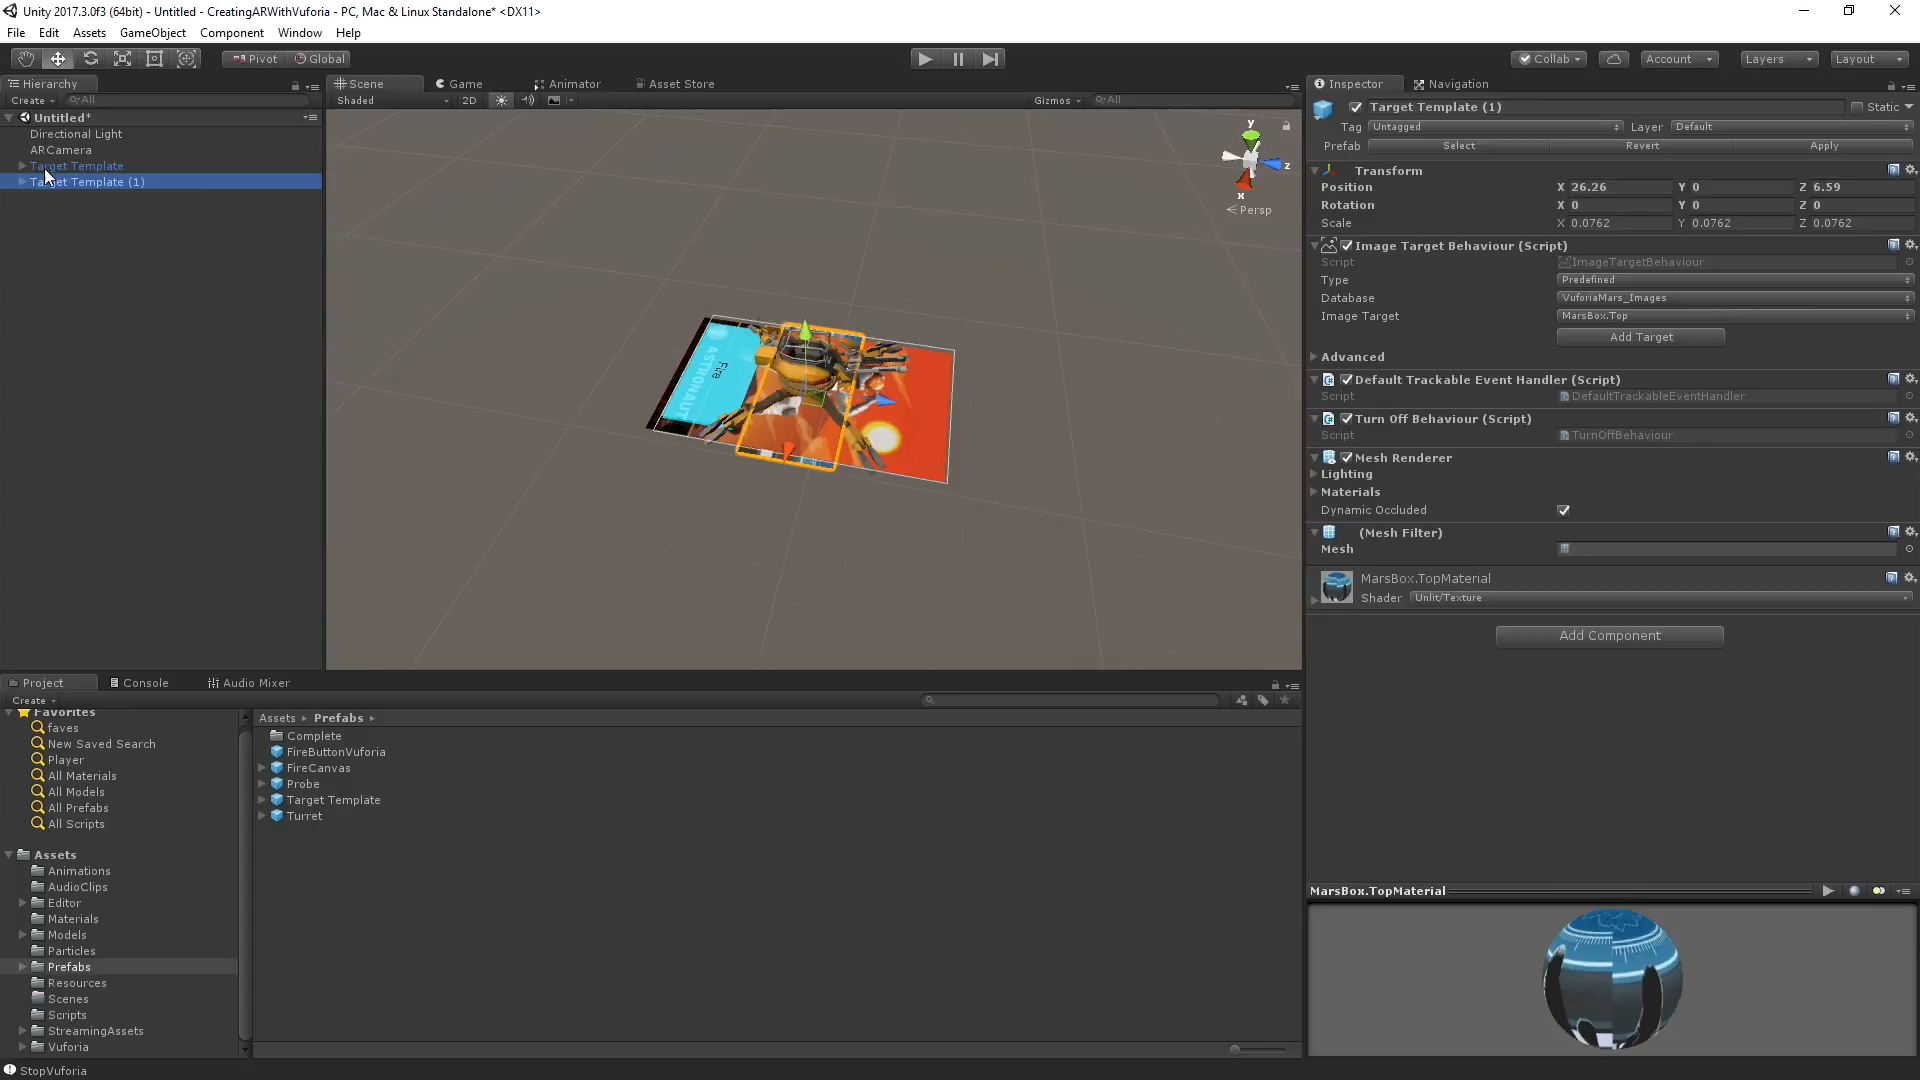 Unity 2017.3.0f3 (64bit) - Untitled - CreatingARWithVuforia - PC, Mac & Linux Standalone* <DX11>
File Edit Assets GameObject Component Window Help
Pivot Global Collab Account Layers Layout
Hierarchy Scene Game Animator Asset Store Inspector Navigation
Create All Shaded 2D Gizmos All
Target Template (1) Static
Untitled*
Tag Untagged Layer Default
Directional Light
Prefab Select Revert Apply
ARCamera
Target Template
Target Template (1)
y
z
x
Persp
Transform
Position X 26.26 Y 0 Z 6.59
Rotation X 0 Y 0 Z 0
Scale X 0.0762 Y 0.0762 Z 0.0762
Image Target Behaviour (Script)
Script ImageTargetBehaviour
Type Predefined
Database VuforiaMars_Images
Image Target MarsBox.Top
Add Target
Advanced
Default Trackable Event Handler (Script)
Script DefaultTrackableEventHandler
Turn Off Behaviour (Script)
Script TurnOffBehaviour
Mesh Renderer
Lighting
Materials
Dynamic Occluded
(Mesh Filter)
Mesh
MarsBox.TopMaterial
Shader Unlit/Texture
Add Component
ASTRONAUT
Fire
Project Console Audio Mixer
Create
Favorites
faves
New Saved Search
Player
All Materials
All Models
All Prefabs
All Scripts
Assets
Animations
AudioClips
Editor
Materials
Models
Particles
Prefabs
Resources
Scenes
Scripts
StreamingAssets
Vuforia
Assets Prefabs
Complete
FireButtonVuforia
FireCanvas
Probe
Target Template
Turret
MarsBox.TopMaterial
StopVuforia